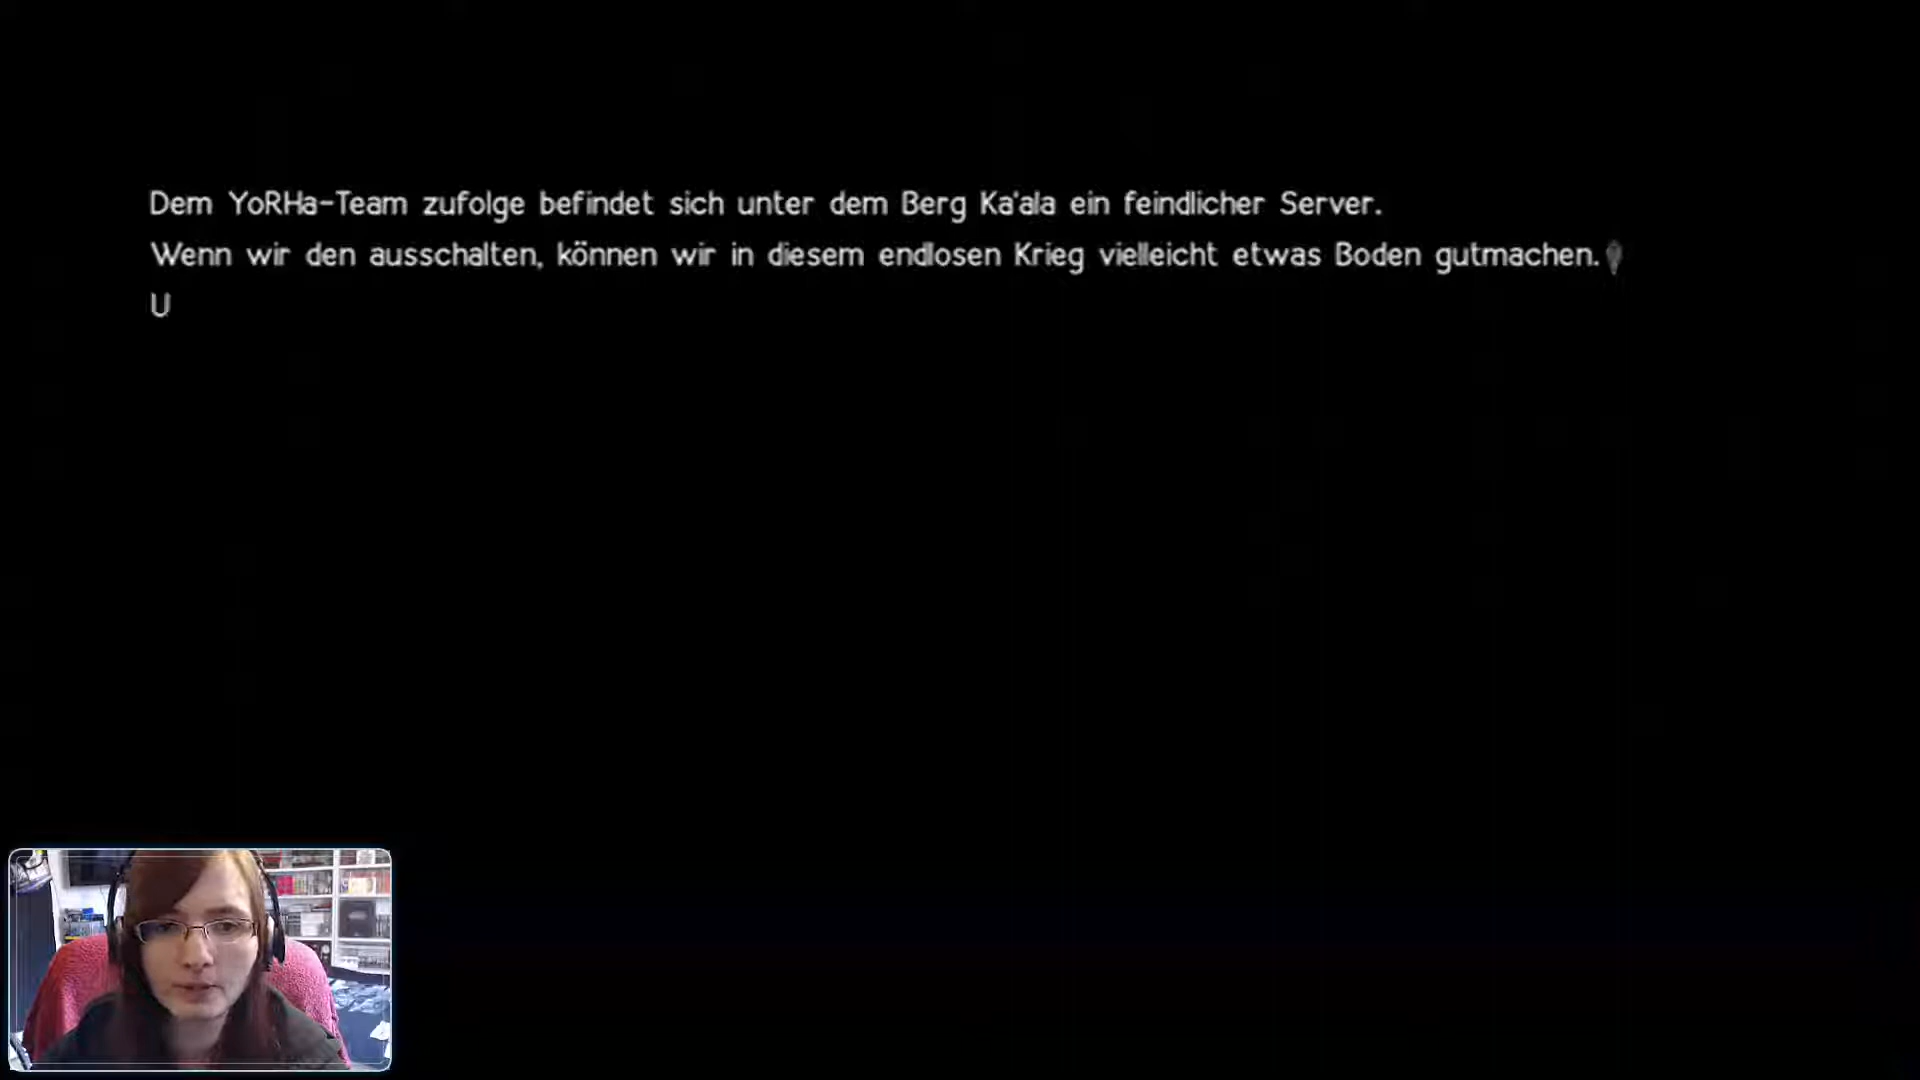 Dem YoRHa-Team zufolge befindet sich unter dem Berg Ka'ala ein feindlicher Server.
Wenn wir den ausschalten, können wir in diesem endlosen Krieg vielleicht etwas Boden gutmachen.
U